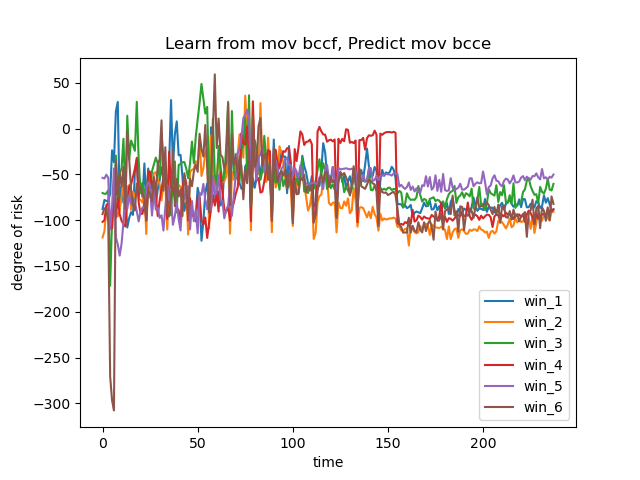 Learn from mov bccf, Predict mov bcce
degree of risk
50
0
−50
−100
−150
−200
−250
−300
0 50 100 150 200
time
win_1
win_2
win_3
win_4
win_5
win_6